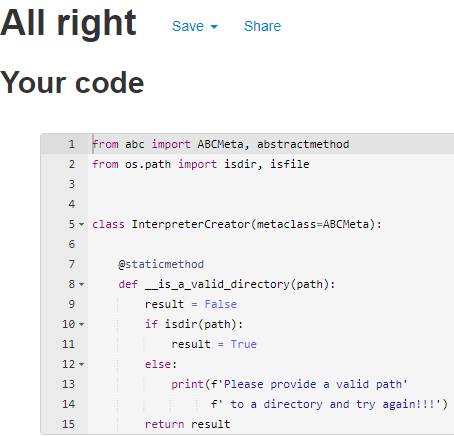 All right Save Share
Your code
1 from abc import ABCMeta, abstractmethod
2 from os.path import isdir, isfile
3
4
5 class InterpreterCreator(metaclass=ABCMeta):
6
7     @staticmethod
8     def __is_a_valid_directory(path):
9         result = False
10         if isdir(path):
11             result = True
12         else:
13             print(f'Please provide a valid path'
14                   f' to a directory and try again!!!')
15         return result